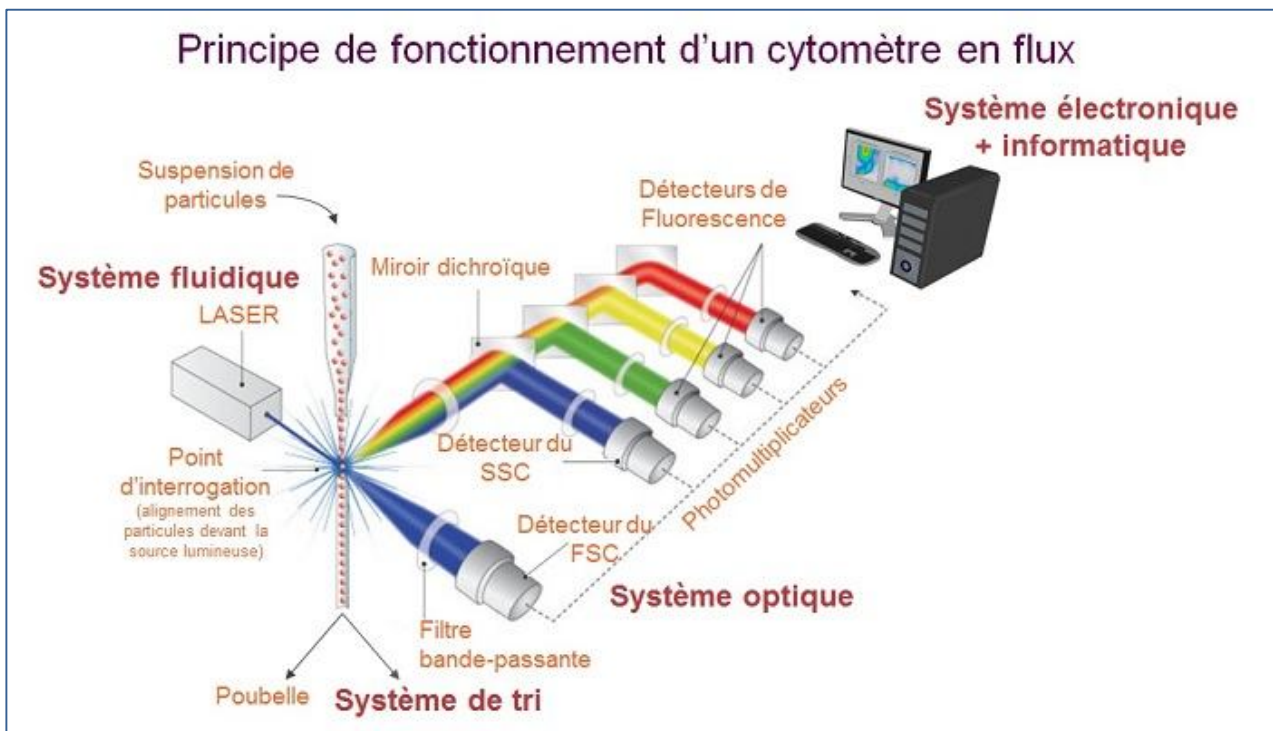 Principe de fonctionnement d'un cytomètre en flux
Système électronique
+ informatique
Suspension de
particules
Détecteurs de
Fluorescence
Système fluidique
Miroir dichroïque
LASER
Point
d'interrogation
(alignement des
particules devant la
source lumineuse)
Détecteur du
SSC
Photomultiplicateurs
Détecteur du
FSC
Système optique
Filtre
bande-passante
Poubelle
Système de tri